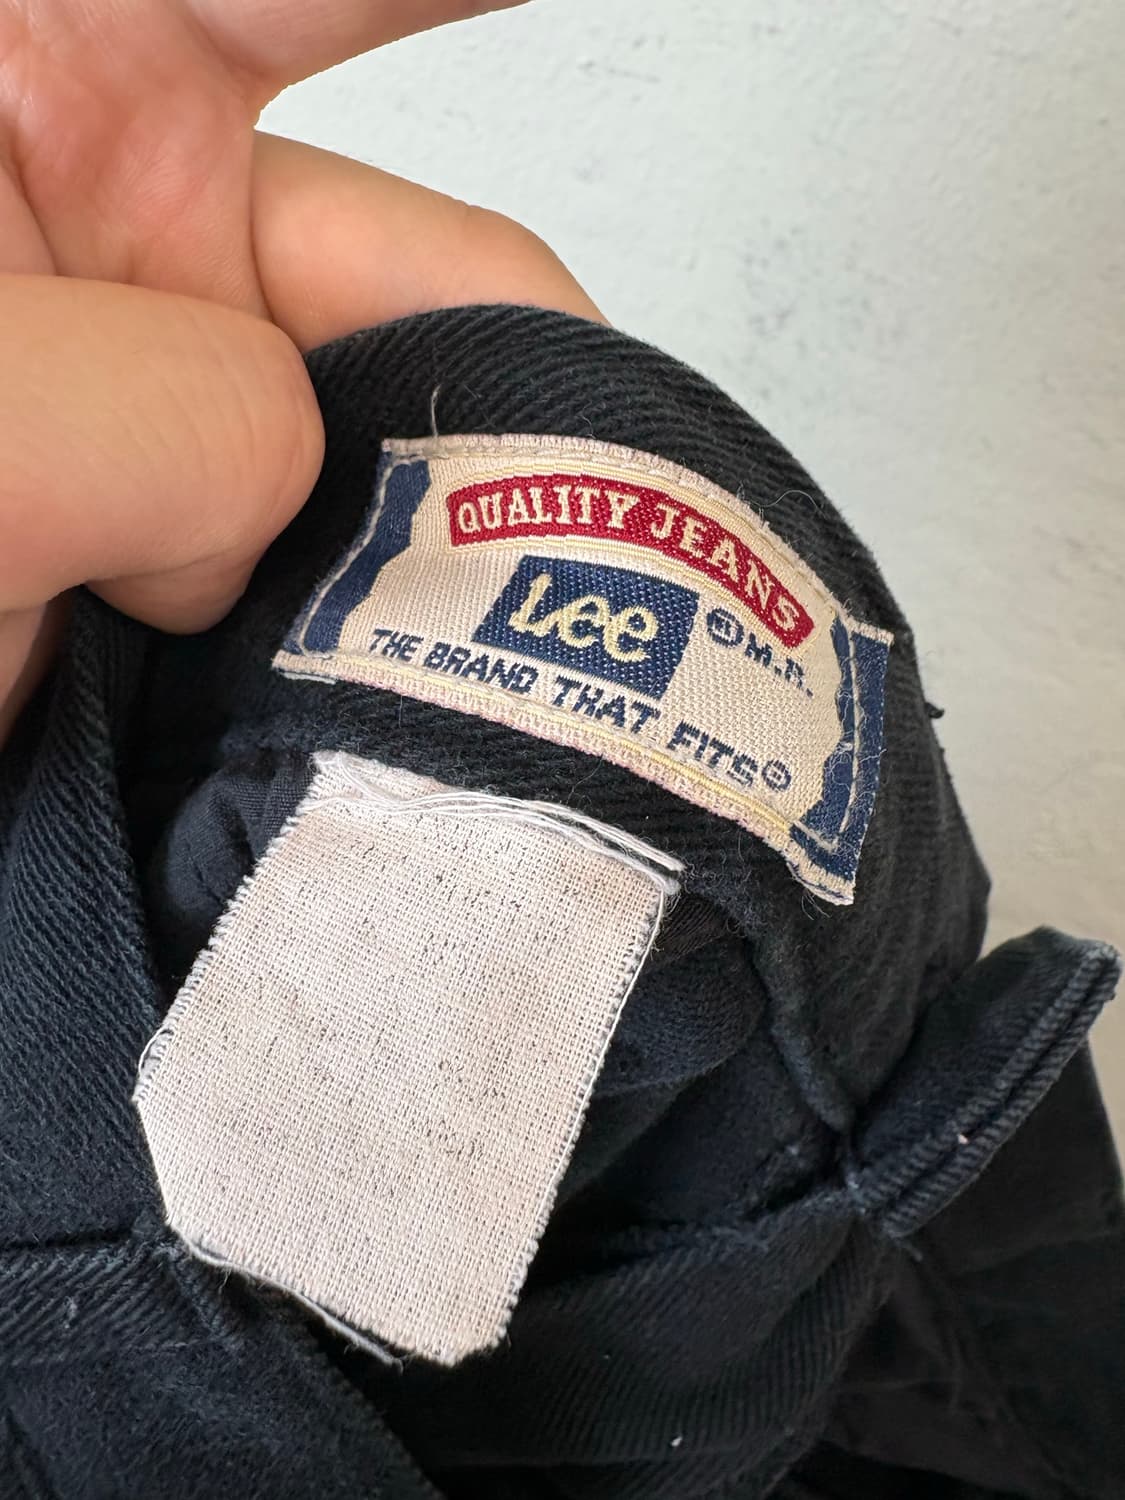 QUALITY JEANS
Lee ® M.R.
THE BRAND THAT FITS®